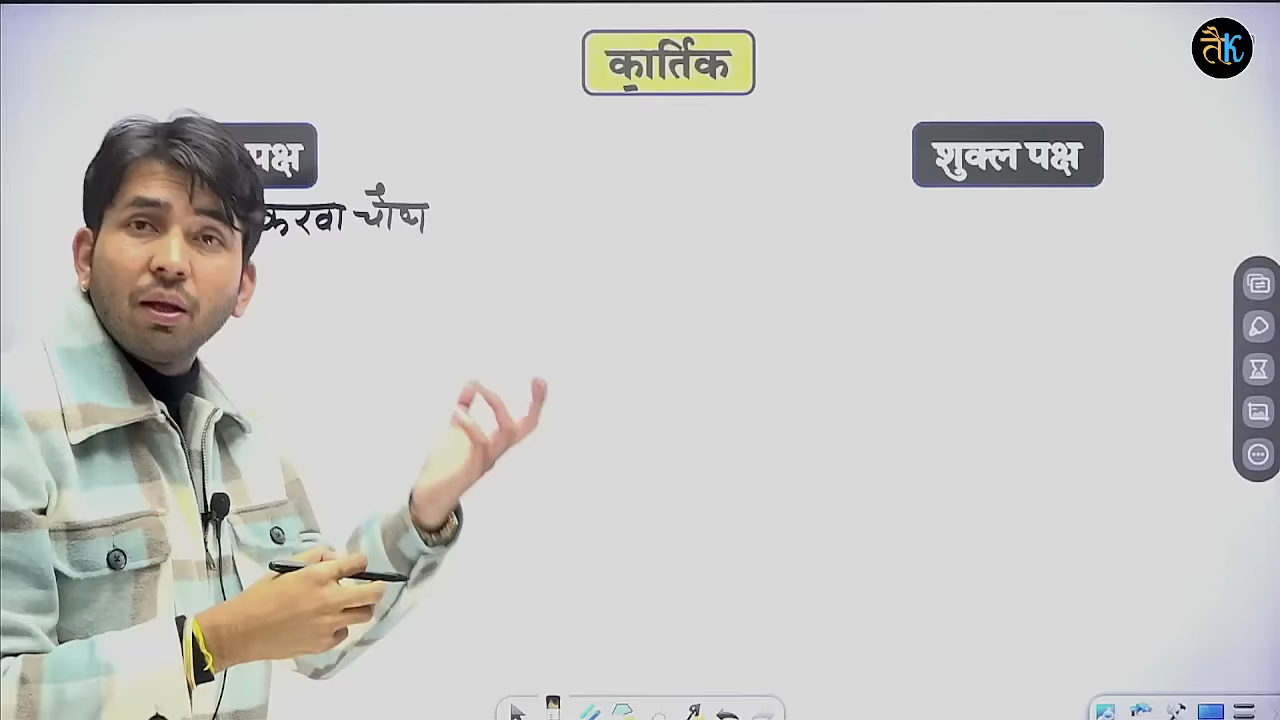 कार्तिक
पक्ष
शुक्ल पक्ष
करवा चौथ
तैK